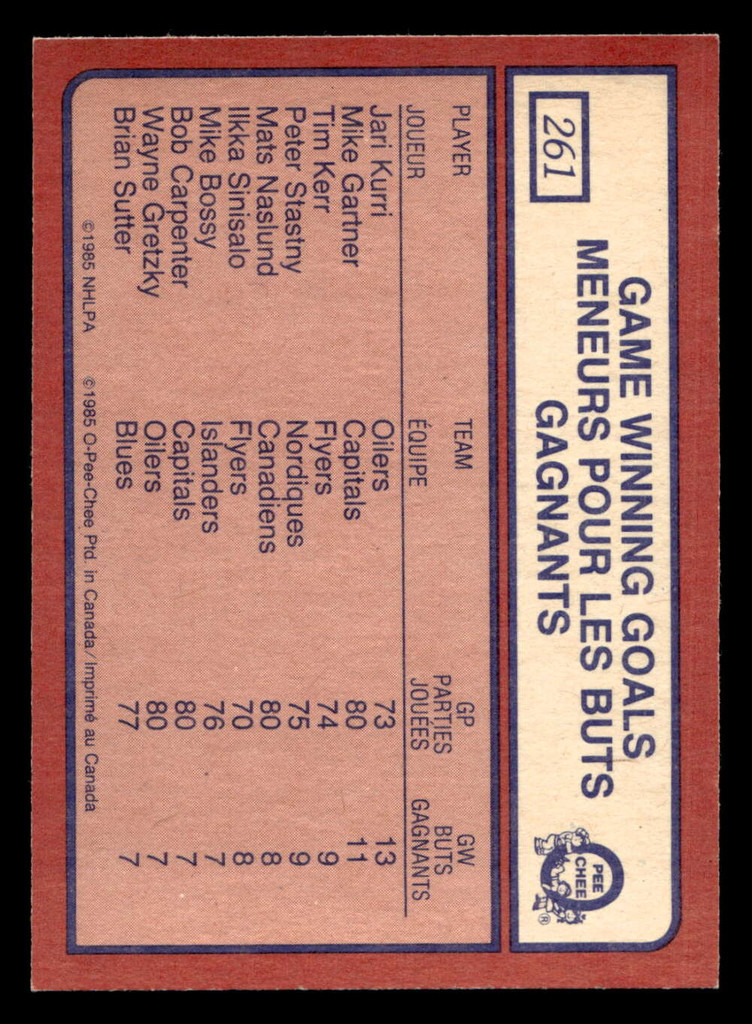 261
GAME WINNING GOALS
MENEURS POUR LES BUTS
GAGNANTS
O
PEE
CHEE
®
PLAYER TEAM GP GW
JOUEUR ÉQUIPE PARTIES JOUÉES BUTS GAGNANTS
Jari Kurri Oilers 73 13
Mike Gartner Capitals 80 11
Tim Kerr Flyers 74 9
Peter Stastny Nordiques 75 9
Mats Naslund Canadiens 80 8
Ilkka Sinisalo Flyers 70 8
Mike Bossy Islanders 76 7
Bob Carpenter Capitals 80 7
Wayne Gretzky Oilers 80 7
Brian Sutter Blues 77 7
©1985 NHLPA ©1985 O-Pee-Chee Ptd. in Canada/Imprimé au Canada